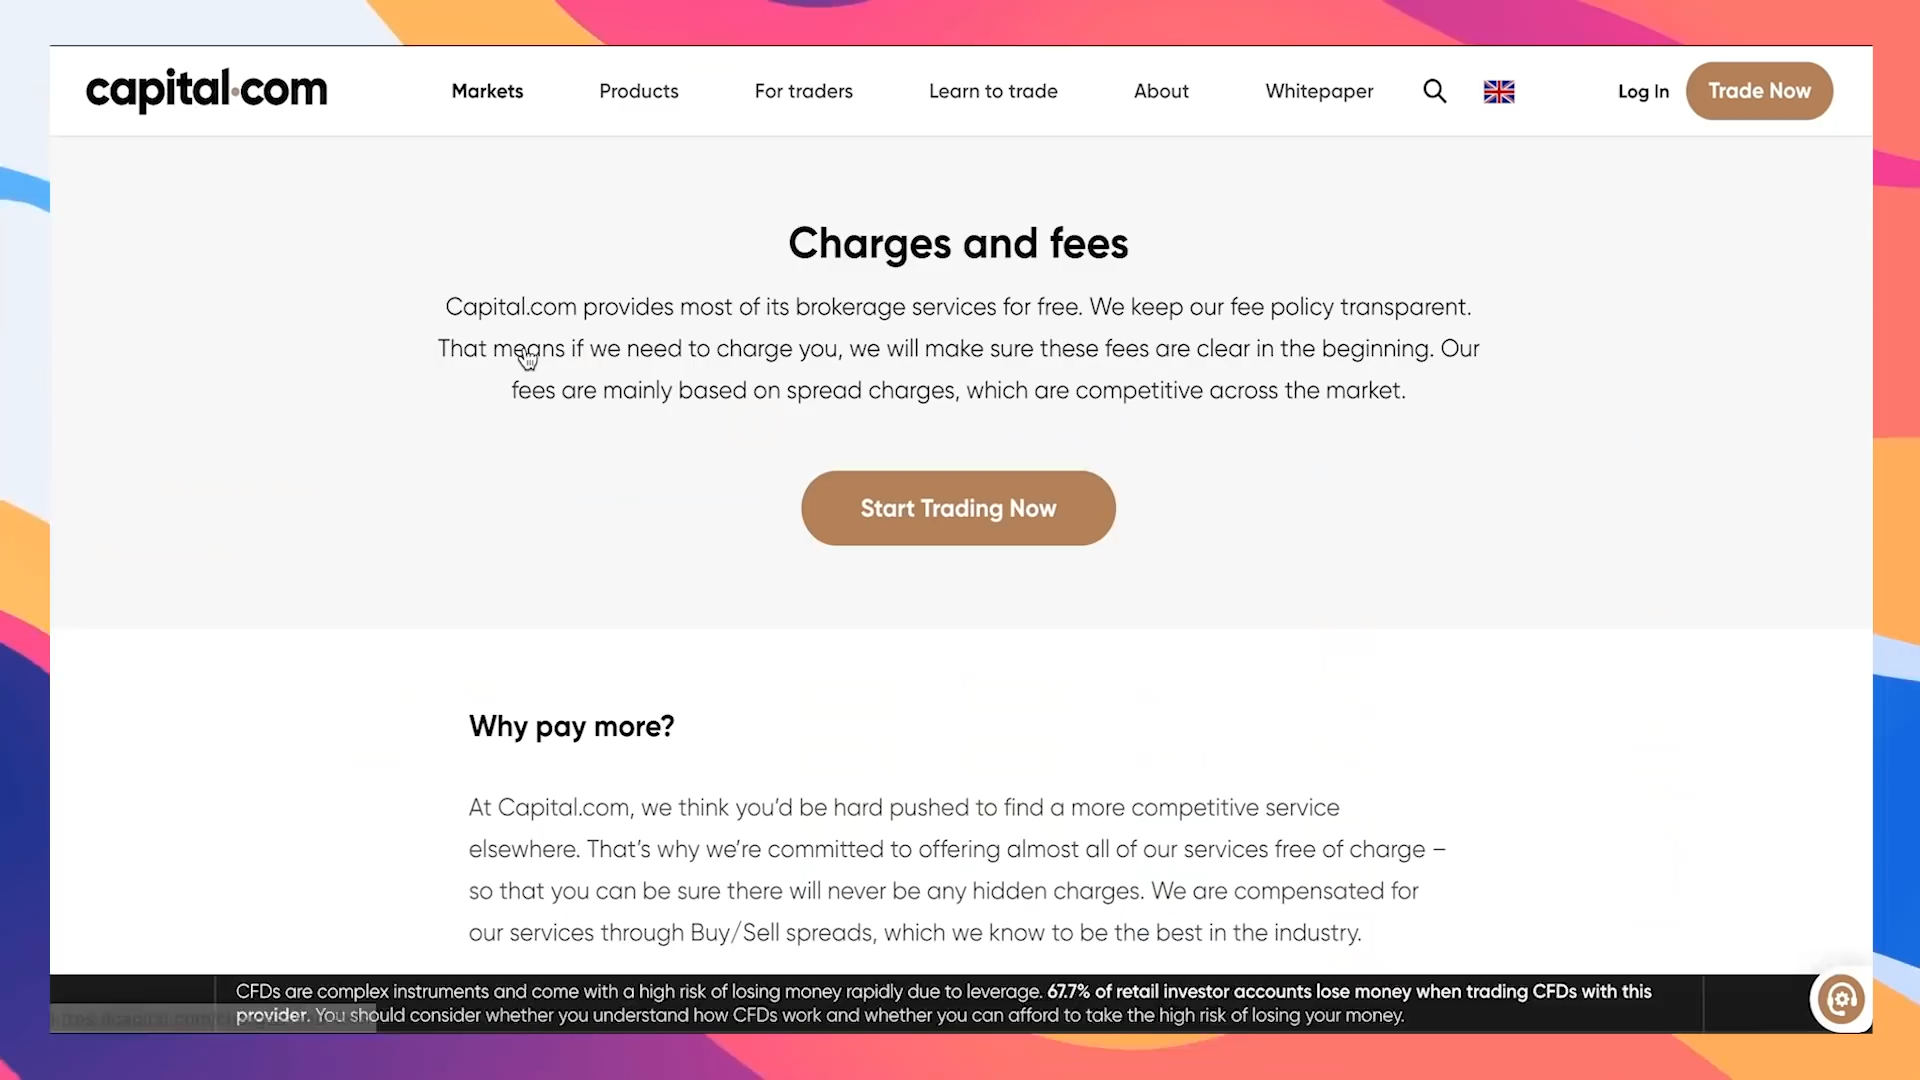 capital.com
Markets
Products
For traders
Learn to trade
About
Whitepaper
Log In
Trade Now
Charges and fees
Capital.com provides most of its brokerage services for free. We keep our fee policy transparent.
That means if we need to charge you, we will make sure these fees are clear in the beginning. Our
fees are mainly based on spread charges, which are competitive across the market.
Start Trading Now
Why pay more?
At Capital.com, we think you’d be hard pushed to find a more competitive service
elsewhere. That’s why we’re committed to offering almost all of our services free of charge –
so that you can be sure there will never be any hidden charges. We are compensated for
our services through Buy/Sell spreads, which we know to be the best in the industry.
CFDs are complex instruments and come with a high risk of losing money rapidly due to leverage. 67.7% of retail investor accounts lose money when trading CFDs with this
provider. You should consider whether you understand how CFDs work and whether you can afford to take the high risk of losing your money.